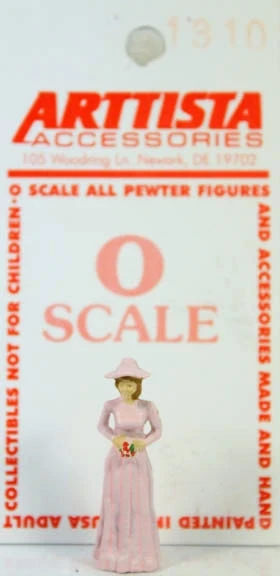 1310
ARTTISTA
ACCESSORIES
105 Woodring Ln. Newark, DE 19702
O SCALE ALL PEWTER FIGURES
AND ACCESSORIES MADE AND HAND
PAINTED IN USA ADULT
COLLECTIBLES NOT FOR CHILDREN·
O
SCALE